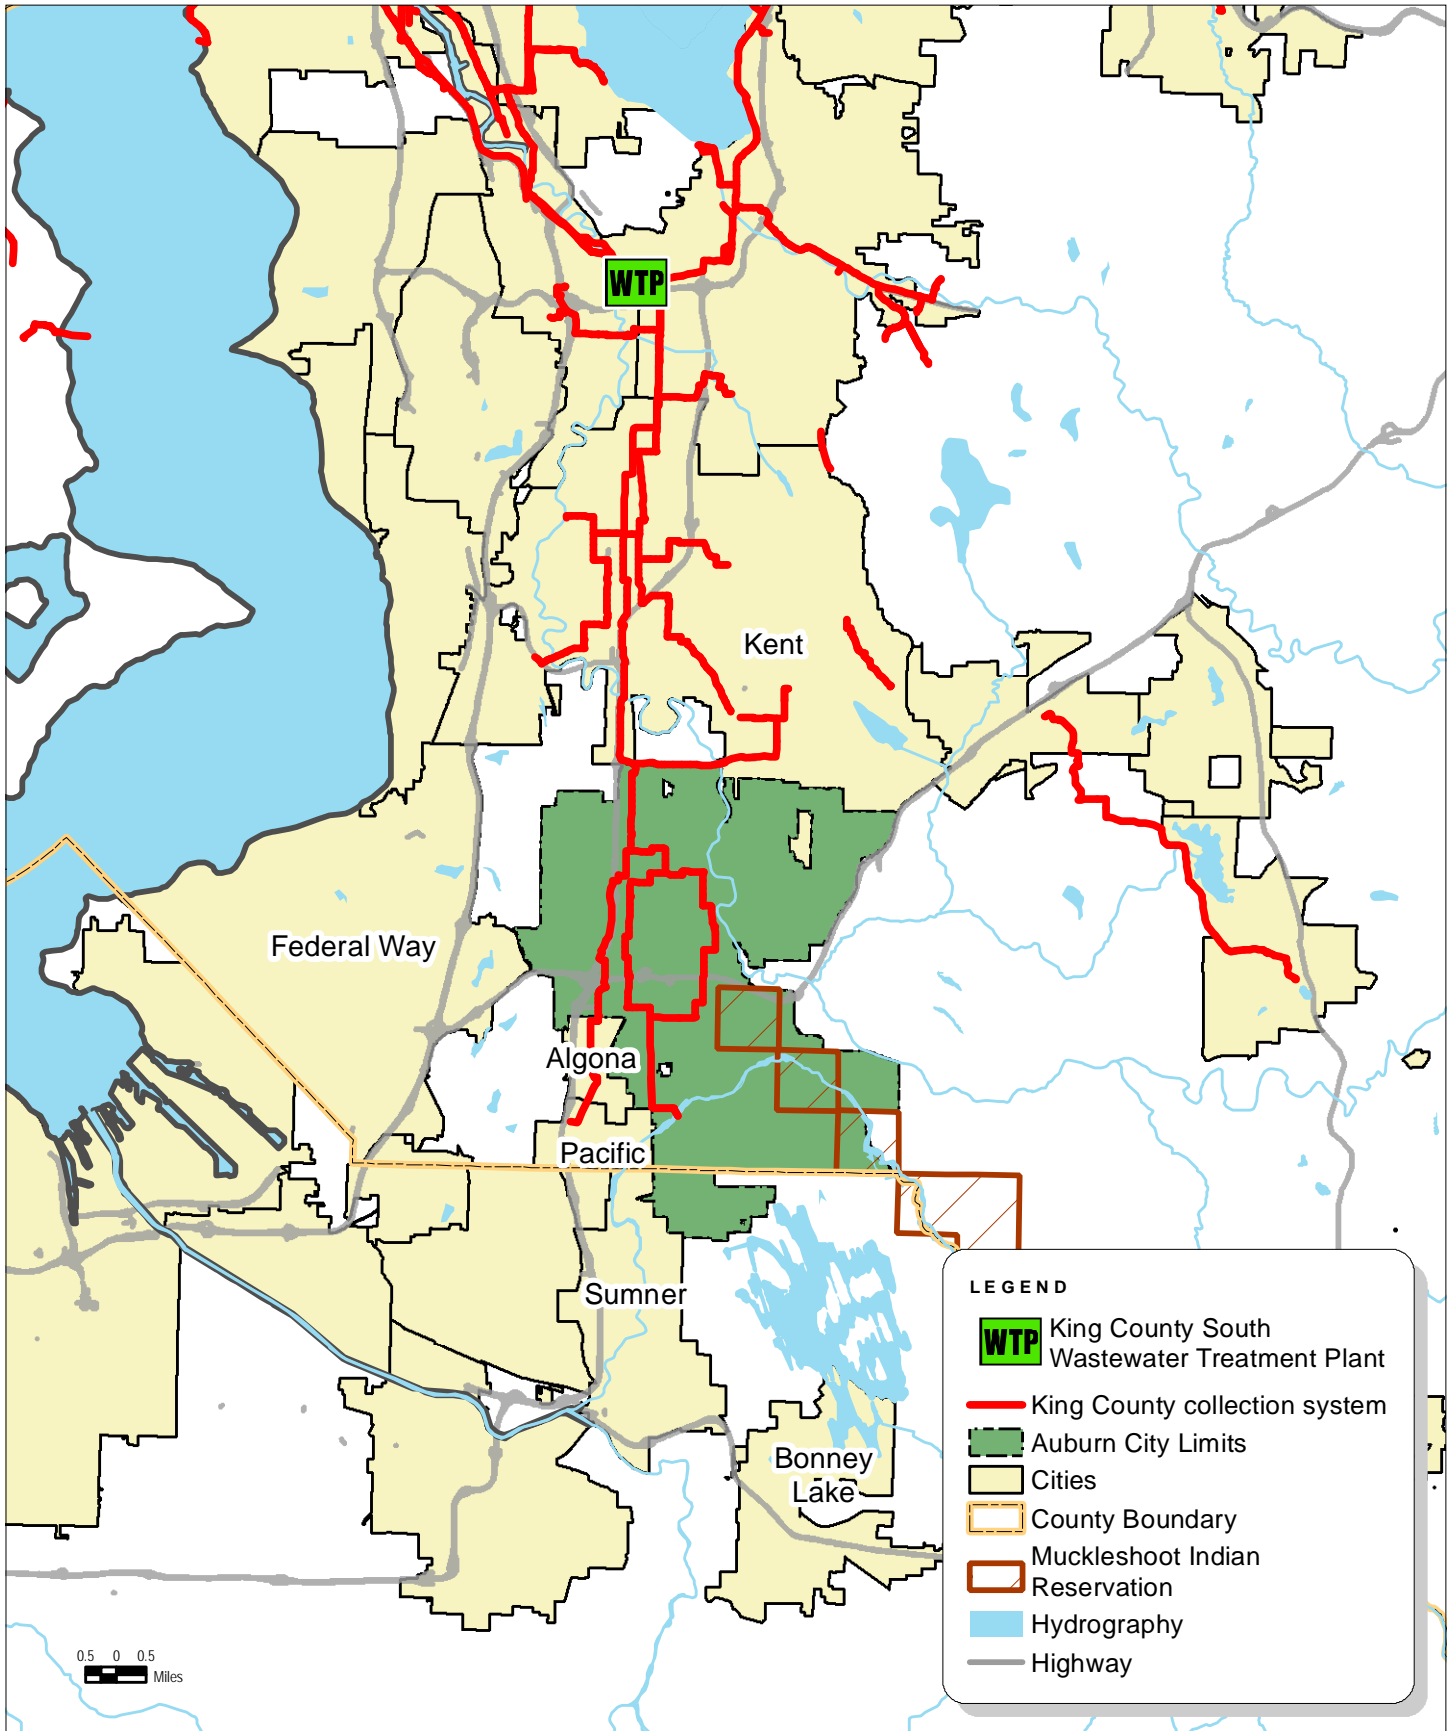 WTP
Kent
Federal Way
Algona
Pacific
Sumner
Bonney
Lake
LEGEND
WTP
King County South
Wastewater Treatment Plant
King County collection system
Auburn City Limits
Cities
County Boundary
Muckleshoot Indian
Reservation
Hydrography
Highway
0.5 0 0.5
Miles